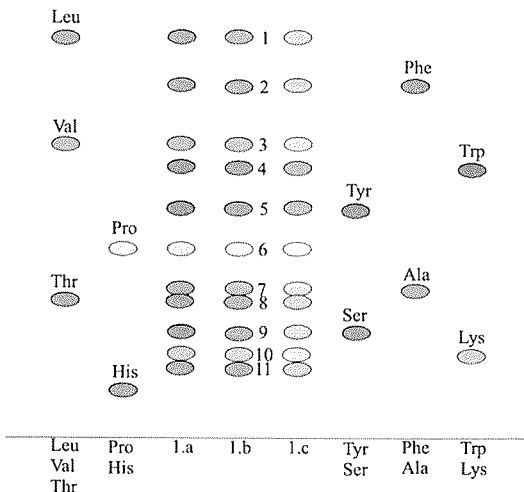 Leu
1
2
Phe
Val
3
4
Trp
5
Tyr
Pro
6
Thr
7
Ala
8
Ser
9
Lys
10
His
11
Leu Pro 1.a 1.b 1.c Tyr Phe Trp
Val His Ser Ala Lys
Thr